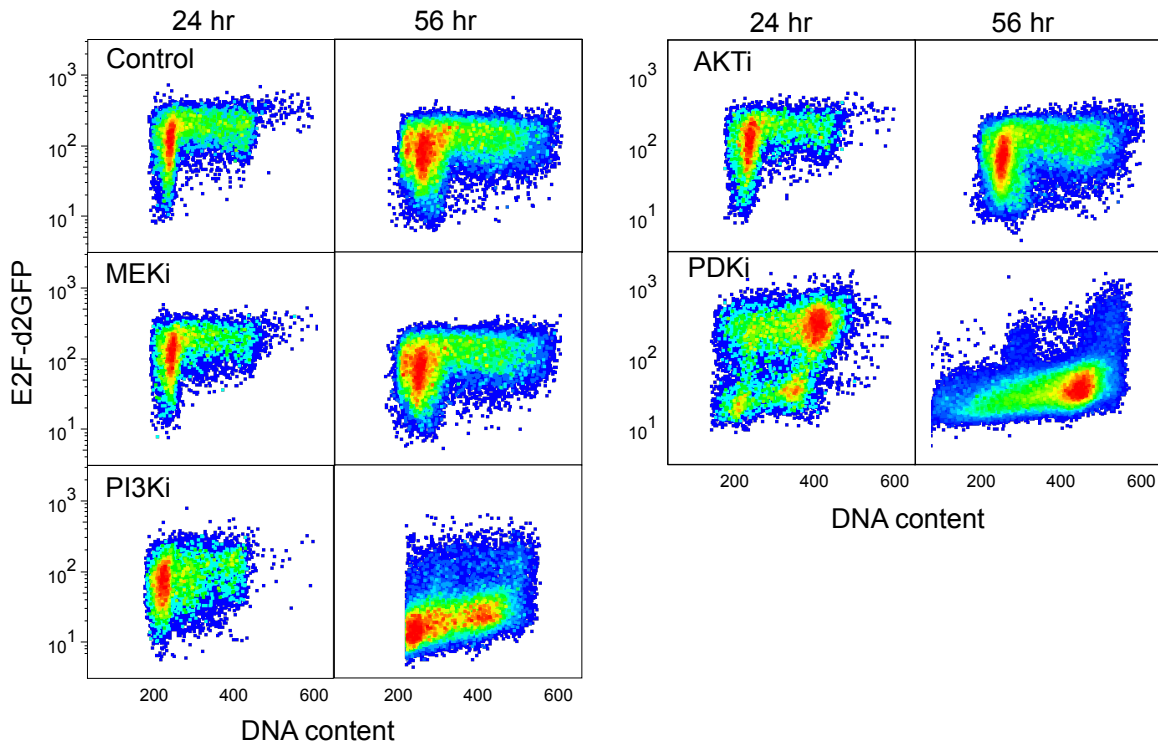 24 hr 56 hr
24 hr 56 hr
Control
AKTi
10³
10²
10¹
10³
10²
10¹
MEKi
PDKi
10³
10²
10¹
10³
10²
10¹
E2F-d2GFP
PI3Ki
10³
10²
10¹
200 400 600 200 400 600
DNA content
200 400 600 200 400 600
DNA content